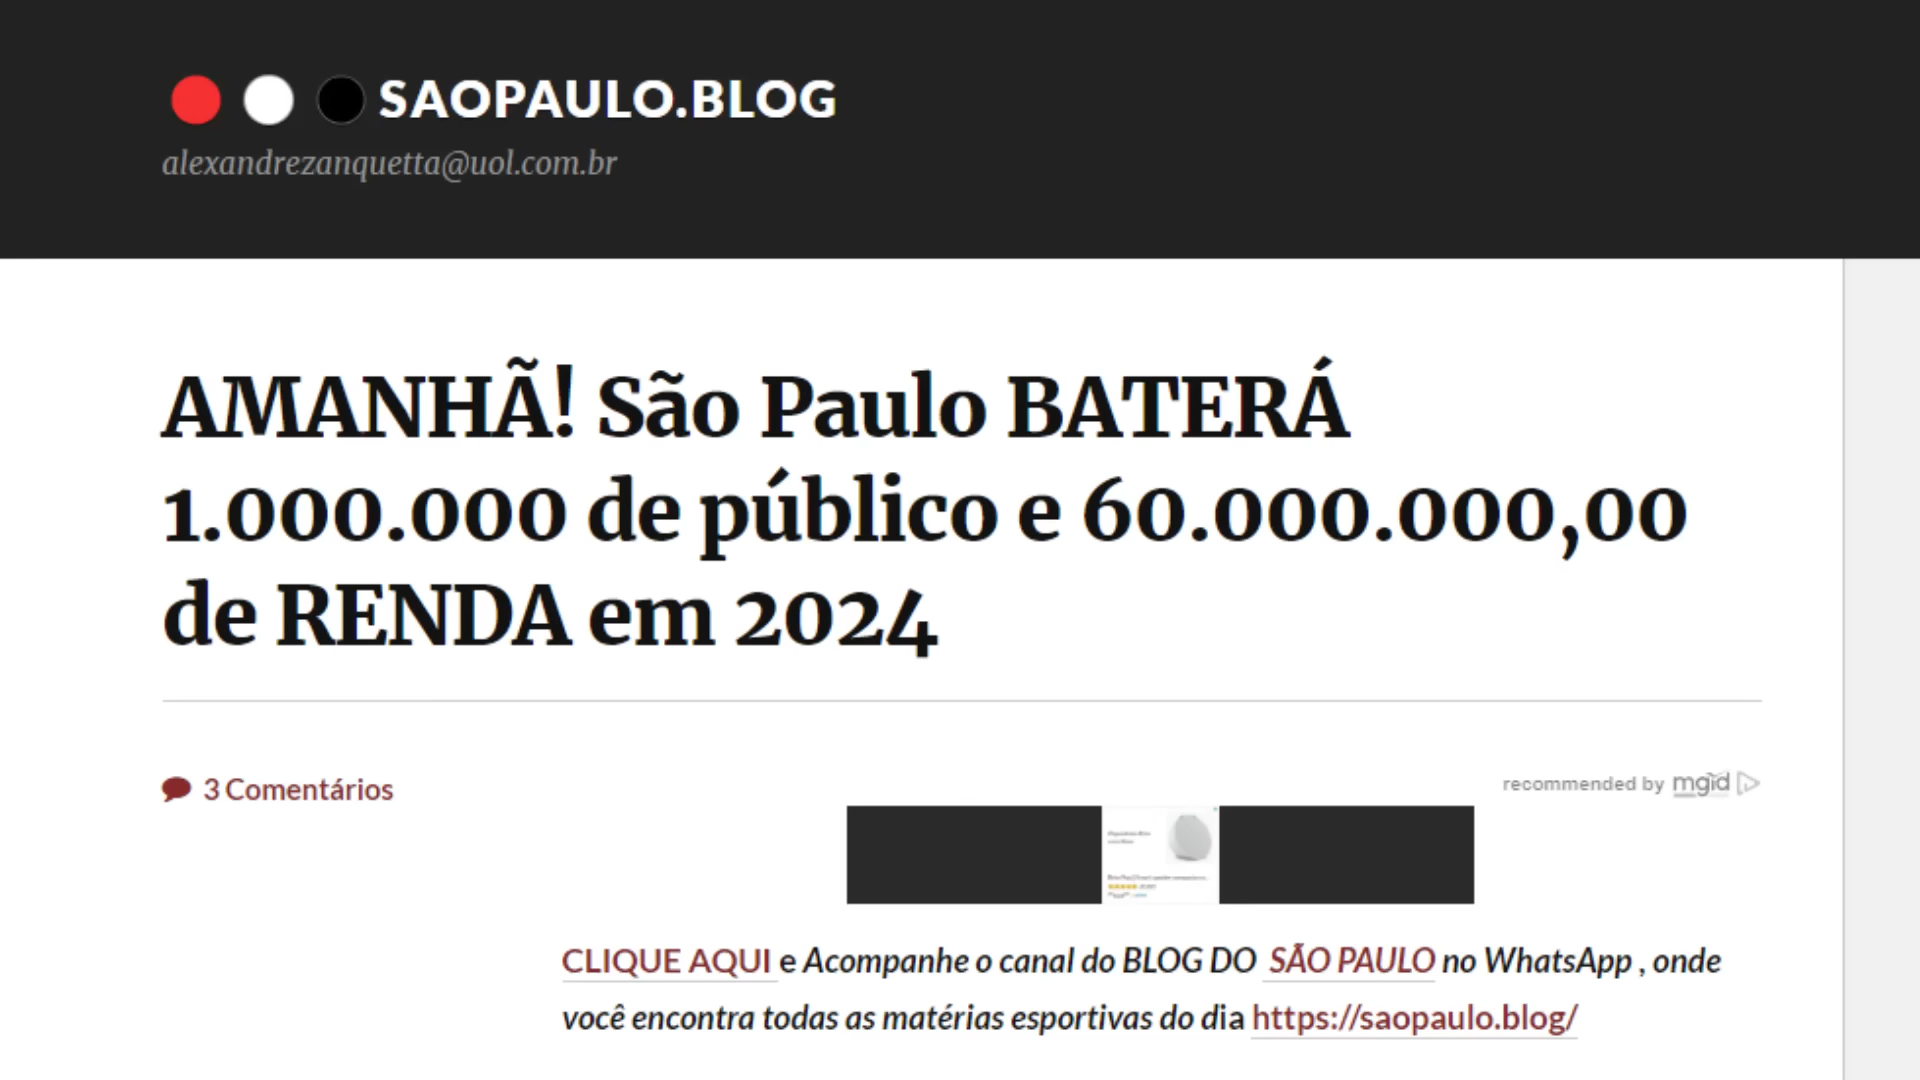 SAOPAULO.BLOG
alexandrezanquetta@uol.com.br
AMANHÃ! São Paulo BATERÁ
1.000.000 de público e 60.000.000,00
de RENDA em 2024
3 Comentários
recommended by mgid
CLIQUE AQUI e Acompanhe o canal do BLOG DO SÃO PAULO no WhatsApp , onde
você encontra todas as matérias esportivas do dia https://saopaulo.blog/